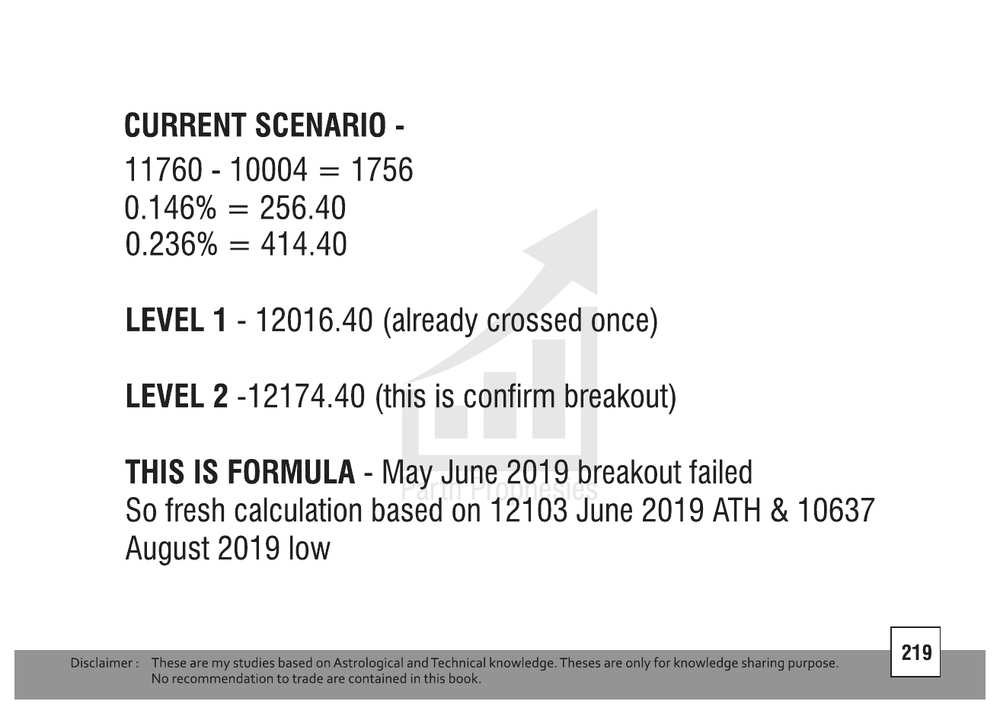 CURRENT SCENARIO -
11760 - 10004 = 1756
0.146% = 256.40
0.236% = 414.40
LEVEL 1 - 12016.40 (already crossed once)
LEVEL 2 -12174.40 (this is confirm breakout)
THIS IS FORMULA - May June 2019 breakout failed
Parth Prophesies
So fresh calculation based on 12103 June 2019 ATH & 10637
August 2019 low
219
Disclaimer : These are my studies based on Astrological and Technical knowledge. Theses are only for knowledge sharing purpose.
No recommendation to trade are contained in this book.